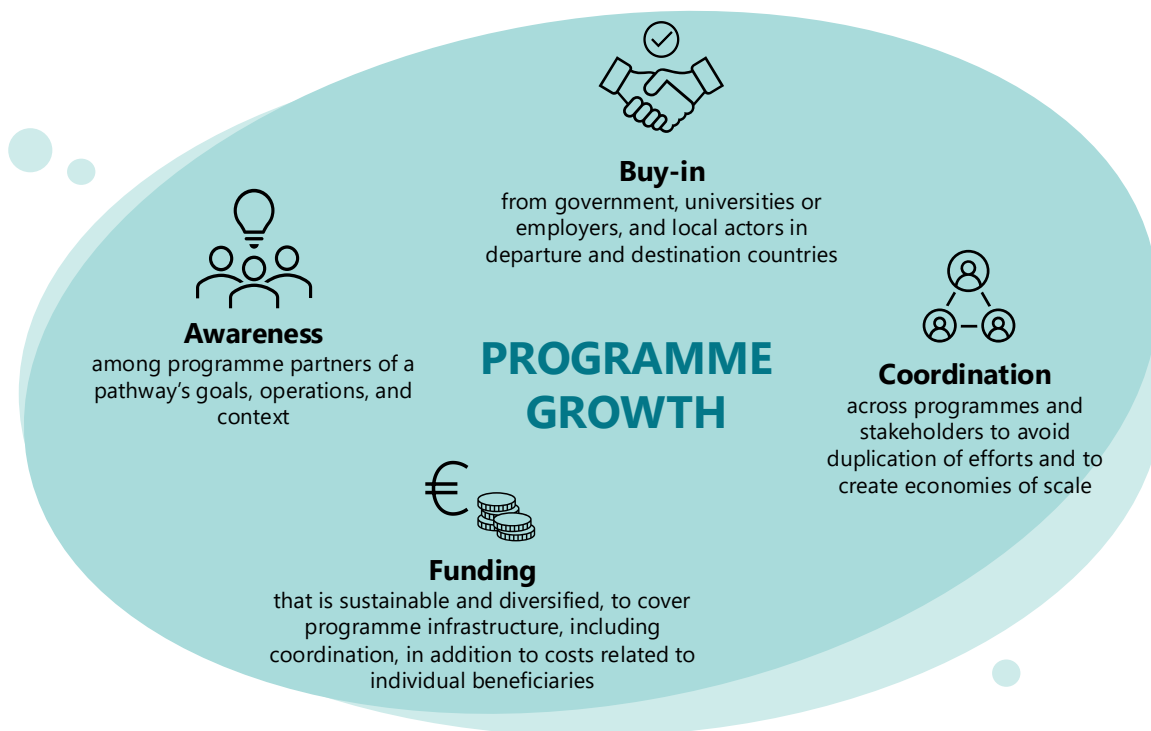 Buy-in
from government, universities or
employers, and local actors in
departure and destination countries
Awareness
among programme partners of a
pathway’s goals, operations, and
context
PROGRAMME
GROWTH
Coordination
across programmes and
stakeholders to avoid
duplication of efforts and to
create economies of scale
€
Funding
that is sustainable and diversified, to cover
programme infrastructure, including
coordination, in addition to costs related to
individual beneficiaries